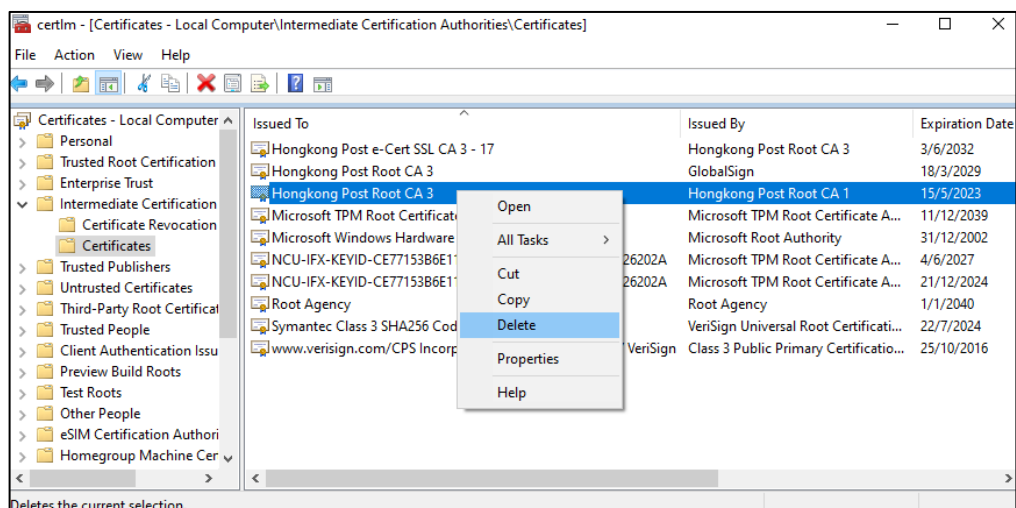 certlm - [Certificates - Local Computer\Intermediate Certification Authorities\Certificates]
File Action View Help
Certificates - Local Computer
Personal
Trusted Root Certification
Enterprise Trust
Intermediate Certification
Certificate Revocation
Certificates
Trusted Publishers
Untrusted Certificates
Third-Party Root Certificat
Trusted People
Client Authentication Issu
Preview Build Roots
Test Roots
Other People
eSIM Certification Authori
Homegroup Machine Cer
Issued To Issued By Expiration Date
Hongkong Post e-Cert SSL CA 3 - 17 Hongkong Post Root CA 3 3/6/2032
Hongkong Post Root CA 3 GlobalSign 18/3/2029
Hongkong Post Root CA 3 Hongkong Post Root CA 1 15/5/2023
Microsoft TPM Root Certificat Microsoft TPM Root Certificate A... 11/12/2039
Microsoft Windows Hardware Microsoft Root Authority 31/12/2002
NCU-IFX-KEYID-CE77153B6E1 26202A Microsoft TPM Root Certificate A... 4/6/2027
NCU-IFX-KEYID-CE77153B6E1 26202A Microsoft TPM Root Certificate A... 21/12/2024
Root Agency Root Agency 1/1/2040
Symantec Class 3 SHA256 Cod VeriSign Universal Root Certificati... 22/7/2024
www.verisign.com/CPS Incorp VeriSign Class 3 Public Primary Certificatio... 25/10/2016
Open
All Tasks
Cut
Copy
Delete
Properties
Help
Deletes the current selection